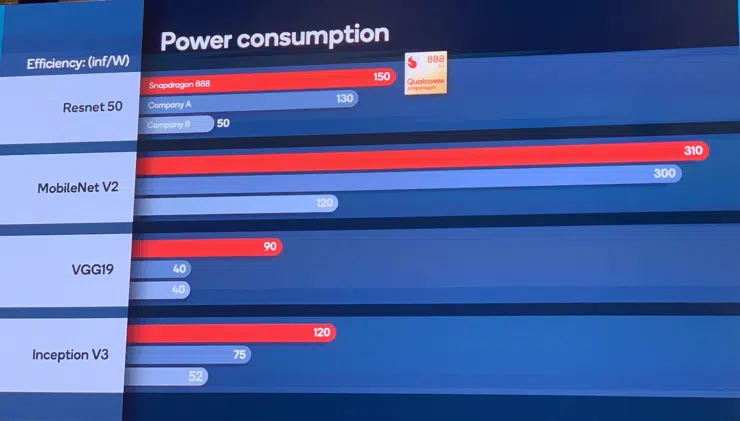 Power consumption
Efficiency: (inf/W)
888
Qualcomm
snapdragon
Resnet 50
Snapdragon 888 150
Company A 130
Company B 50
MobileNet V2
310
300
120
VGG19
90
40
40
Inception V3
120
75
52